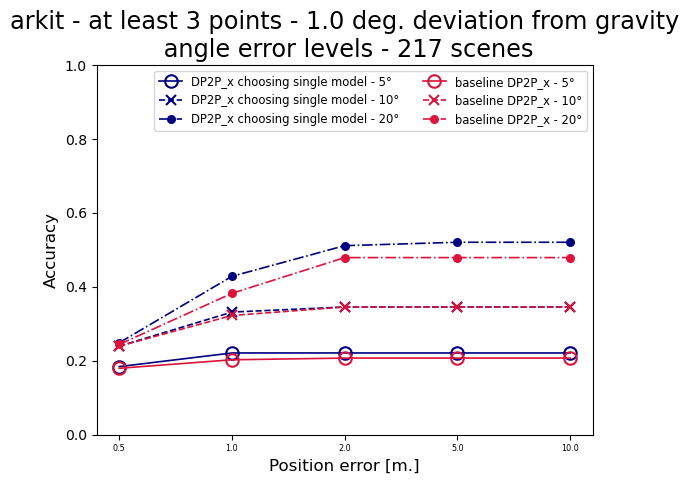 arkit - at least 3 points - 1.0 deg. deviation from gravity
angle error levels - 217 scenes
DP2P_x choosing single model - 5°
DP2P_x choosing single model - 10°
DP2P_x choosing single model - 20°
baseline DP2P_x - 5°
baseline DP2P_x - 10°
baseline DP2P_x - 20°
Accuracy
1.0
0.8
0.6
0.4
0.2
0.0
0.5 1.0 2.0 5.0 10.0
Position error [m.]